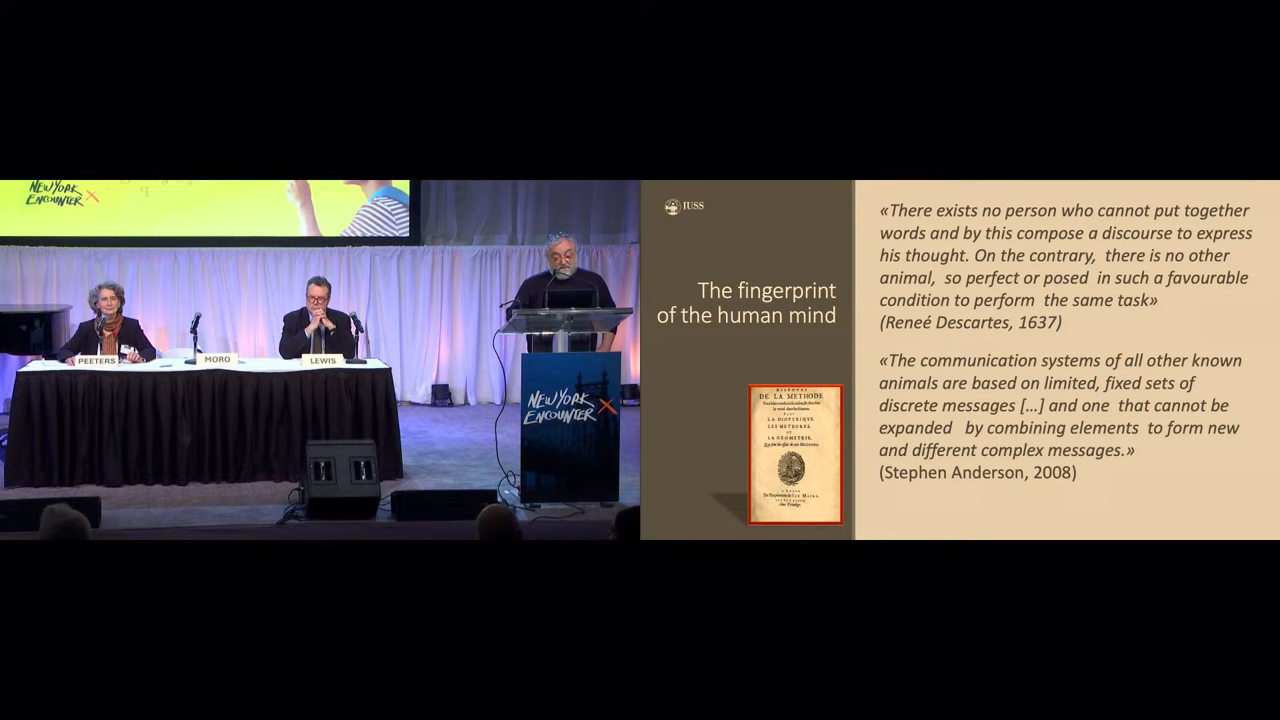 NEW YORK
ENCOUNTER
PEETERS
MORO
LEWIS
NEW YORK
ENCOUNTER
IUSS
The fingerprint
of the human mind
DE LA METHODE
LA DIOPTRIQUE
LES METEORES
ET
LA GEOMETRIE
«There exists no person who cannot put together
words and by this compose a discourse to express
his thought. On the contrary, there is no other
animal, so perfect or posed in such a favourable
condition to perform the same task»
(Reneé Descartes, 1637)
«The communication systems of all other known
animals are based on limited, fixed sets of
discrete messages […] and one that cannot be
expanded by combining elements to form new
and different complex messages.»
(Stephen Anderson, 2008)